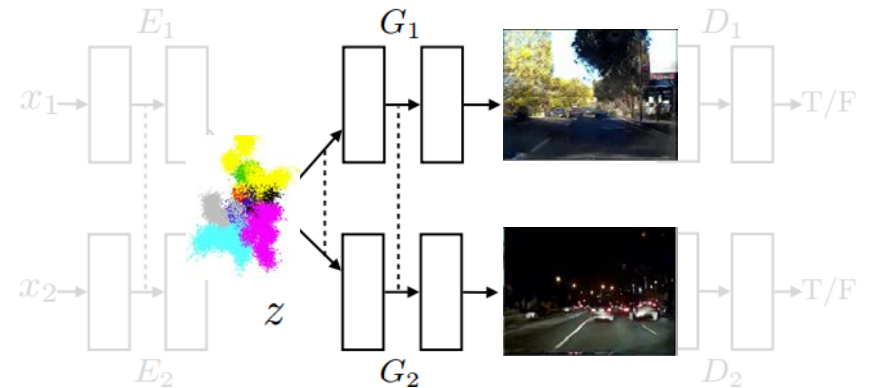 E₁ G₁ D₁
x₁ T/F
z
x₂ T/F
E₂ G₂ D₂